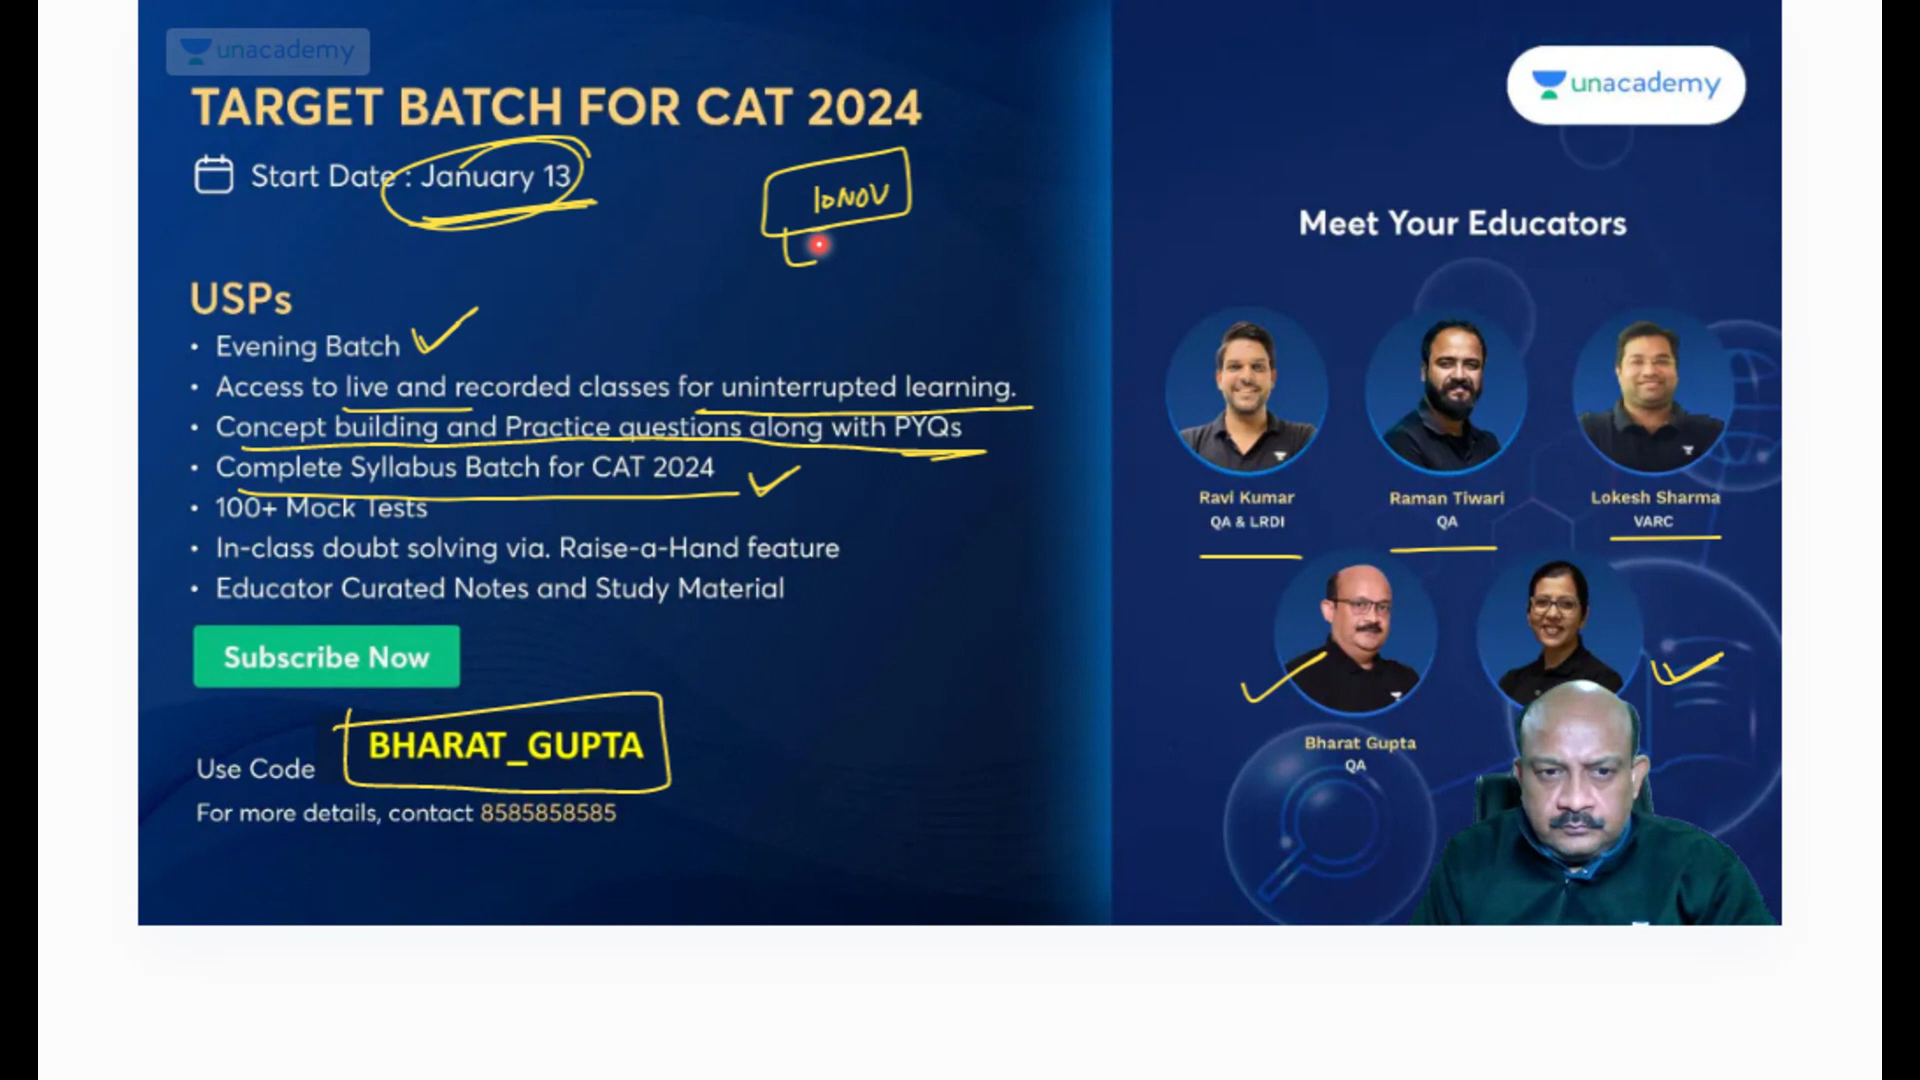 unacademy
TARGET BATCH FOR CAT 2024
Start Date : January 13
10 NOV
USPs
• Evening Batch
• Access to live and recorded classes for uninterrupted learning.
• Concept building and Practice questions along with PYQs
• Complete Syllabus Batch for CAT 2024
• 100+ Mock Tests
• In-class doubt solving via. Raise-a-Hand feature
• Educator Curated Notes and Study Material
Subscribe Now
Use Code BHARAT_GUPTA
For more details, contact 8585858585
unacademy
Meet Your Educators
Ravi Kumar
QA & LRDI
Raman Tiwari
QA
Lokesh Sharma
VARC
Bharat Gupta
QA